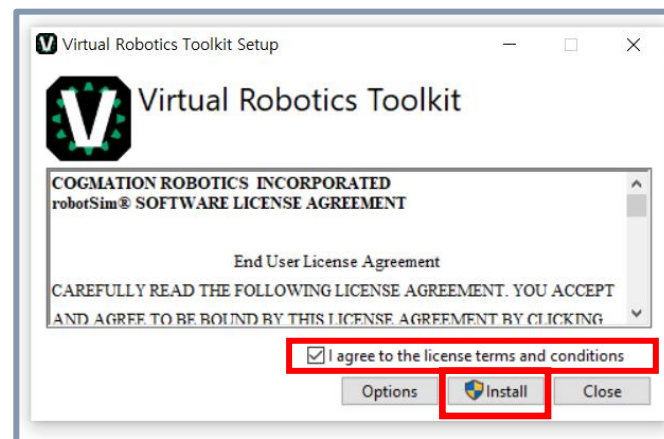 Virtual Robotics Toolkit Setup
Virtual Robotics Toolkit
COGMATION ROBOTICS INCORPORATED
robotSim® SOFTWARE LICENSE AGREEMENT
End User License Agreement
CAREFULLY READ THE FOLLOWING LICENSE AGREEMENT. YOU ACCEPT
AND AGREE TO BE BOUND BY THIS LICENSE AGREEMENT BY CLICKING
I agree to the license terms and conditions
Options Install Close